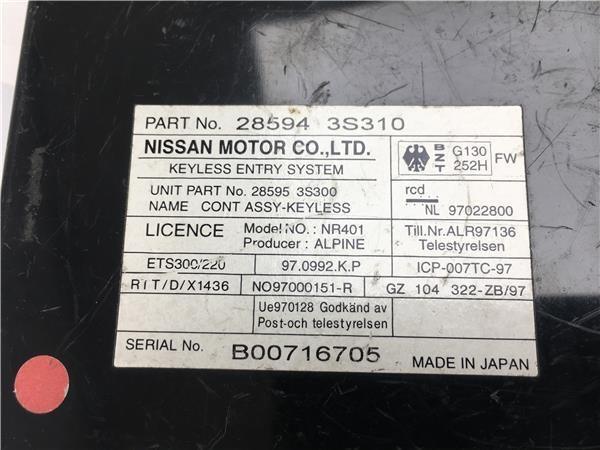 PART No. 28594 3S310
NISSAN MOTOR CO.,LTD.
KEYLESS ENTRY SYSTEM
BZT G130 252H FW
UNIT PART No. 28595 3S300
NAME CONT ASSY-KEYLESS
rcd
NL 97022800
LICENCE
Model NO. : NR401
Producer : ALPINE
Till.Nr.ALR97136
Telestyrelsen
ETS300/220 97.0992.K.P ICP-007TC-97
RIT/D/X1436 NO97000151-R GZ 104 322-ZB/97
Ue970128 Godkänd av
Post-och telestyrelsen
SERIAL No. B00716705 MADE IN JAPAN